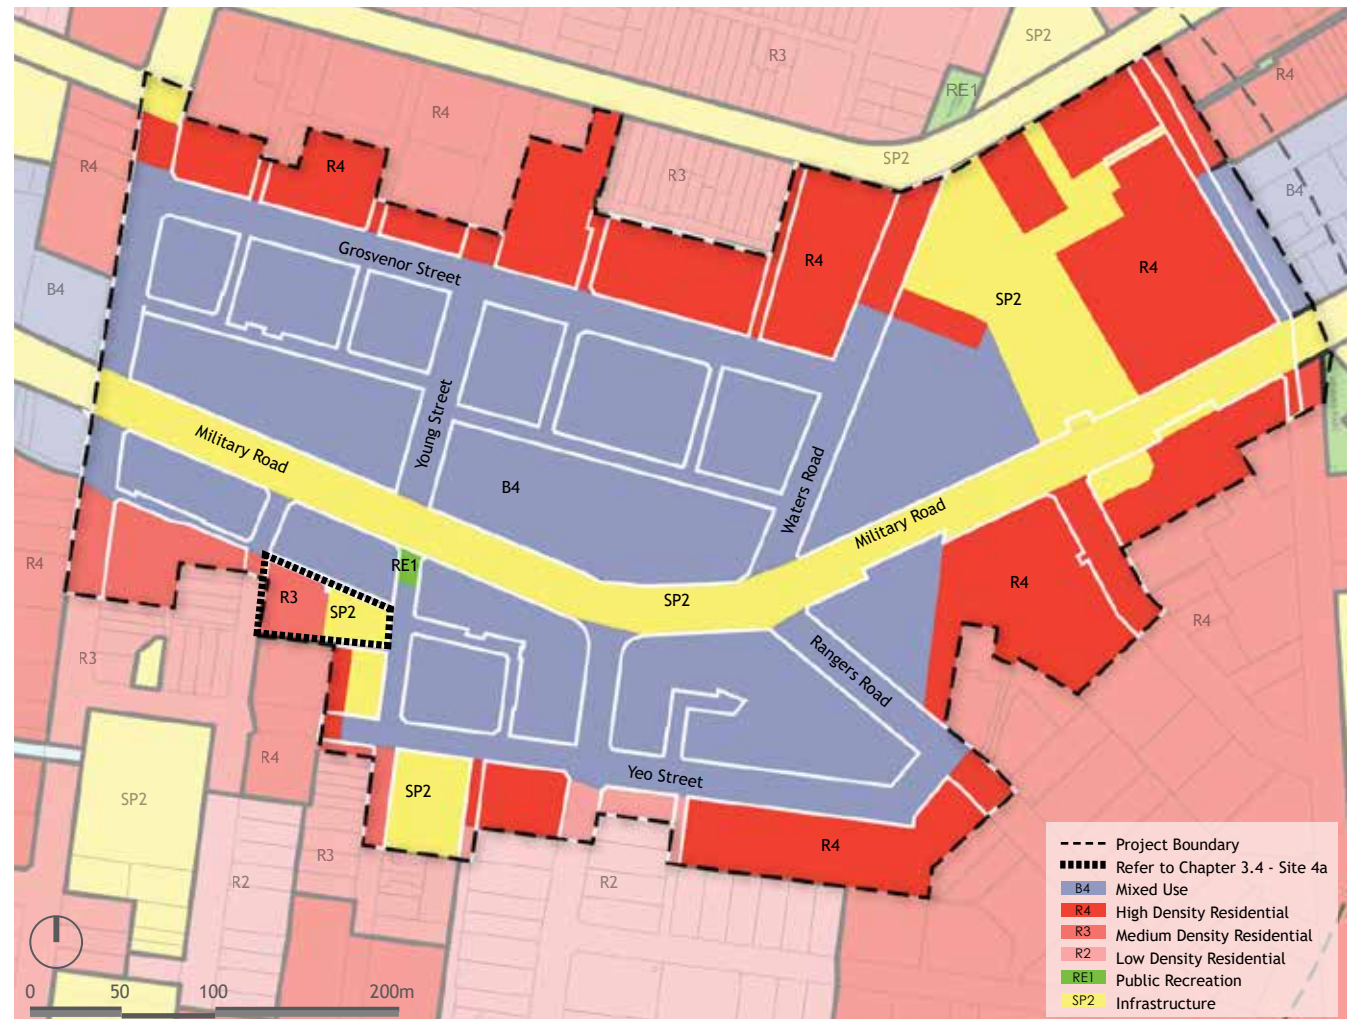 SP2
R3
R4
RE1
R4
SP2
R4
R4
R3
B4
R4
Grosvenor Street
R4
R4
B4
SP2
Young Street
Military Road
B4
Waters Road
Military Road
RE1
R4
R3
SP2
SP2
R4
R4
R3
Rangers Road
R4
SP2
SP2
Yeo Street
R3
R2
R2
R4
0 50 100 200m
Project Boundary
Refer to Chapter 3.4 - Site 4a
B4 Mixed Use
R4 High Density Residential
R3 Medium Density Residential
R2 Low Density Residential
RE1 Public Recreation
SP2 Infrastructure